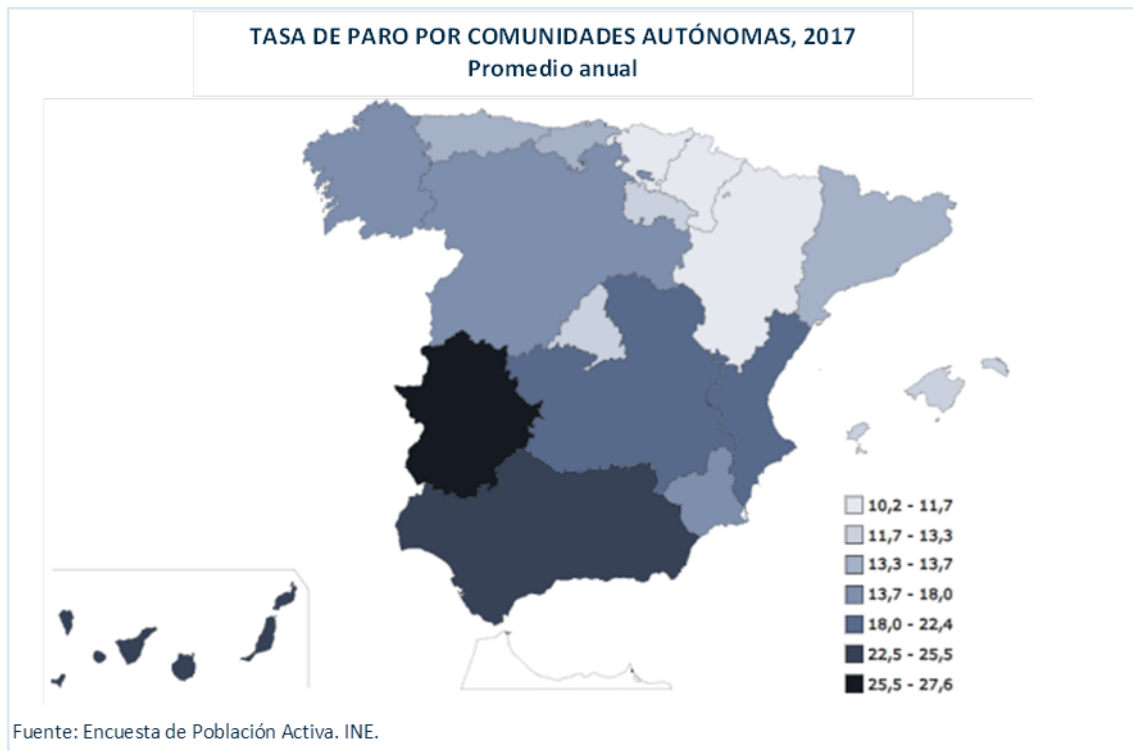 TASA DE PARO POR COMUNIDADES AUTÓNOMAS, 2017
Promedio anual
10,2 - 11,7
11,7 - 13,3
13,3 - 13,7
13,7 - 18,0
18,0 - 22,4
22,5 - 25,5
25,5 - 27,6
Fuente: Encuesta de Población Activa. INE.